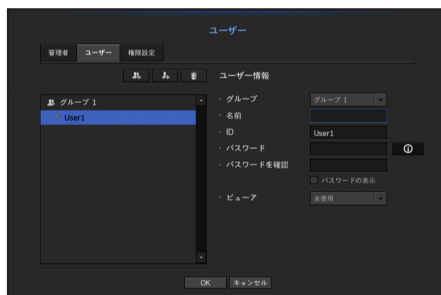 ユーザー
管理者 ユーザー 権限設定
ユーザー情報
グループ 1
User1
グループ グループ 1
名前
ID User1
パスワード
パスワードを確認
パスワードの表示
ビューア 未使用
OK キャンセル